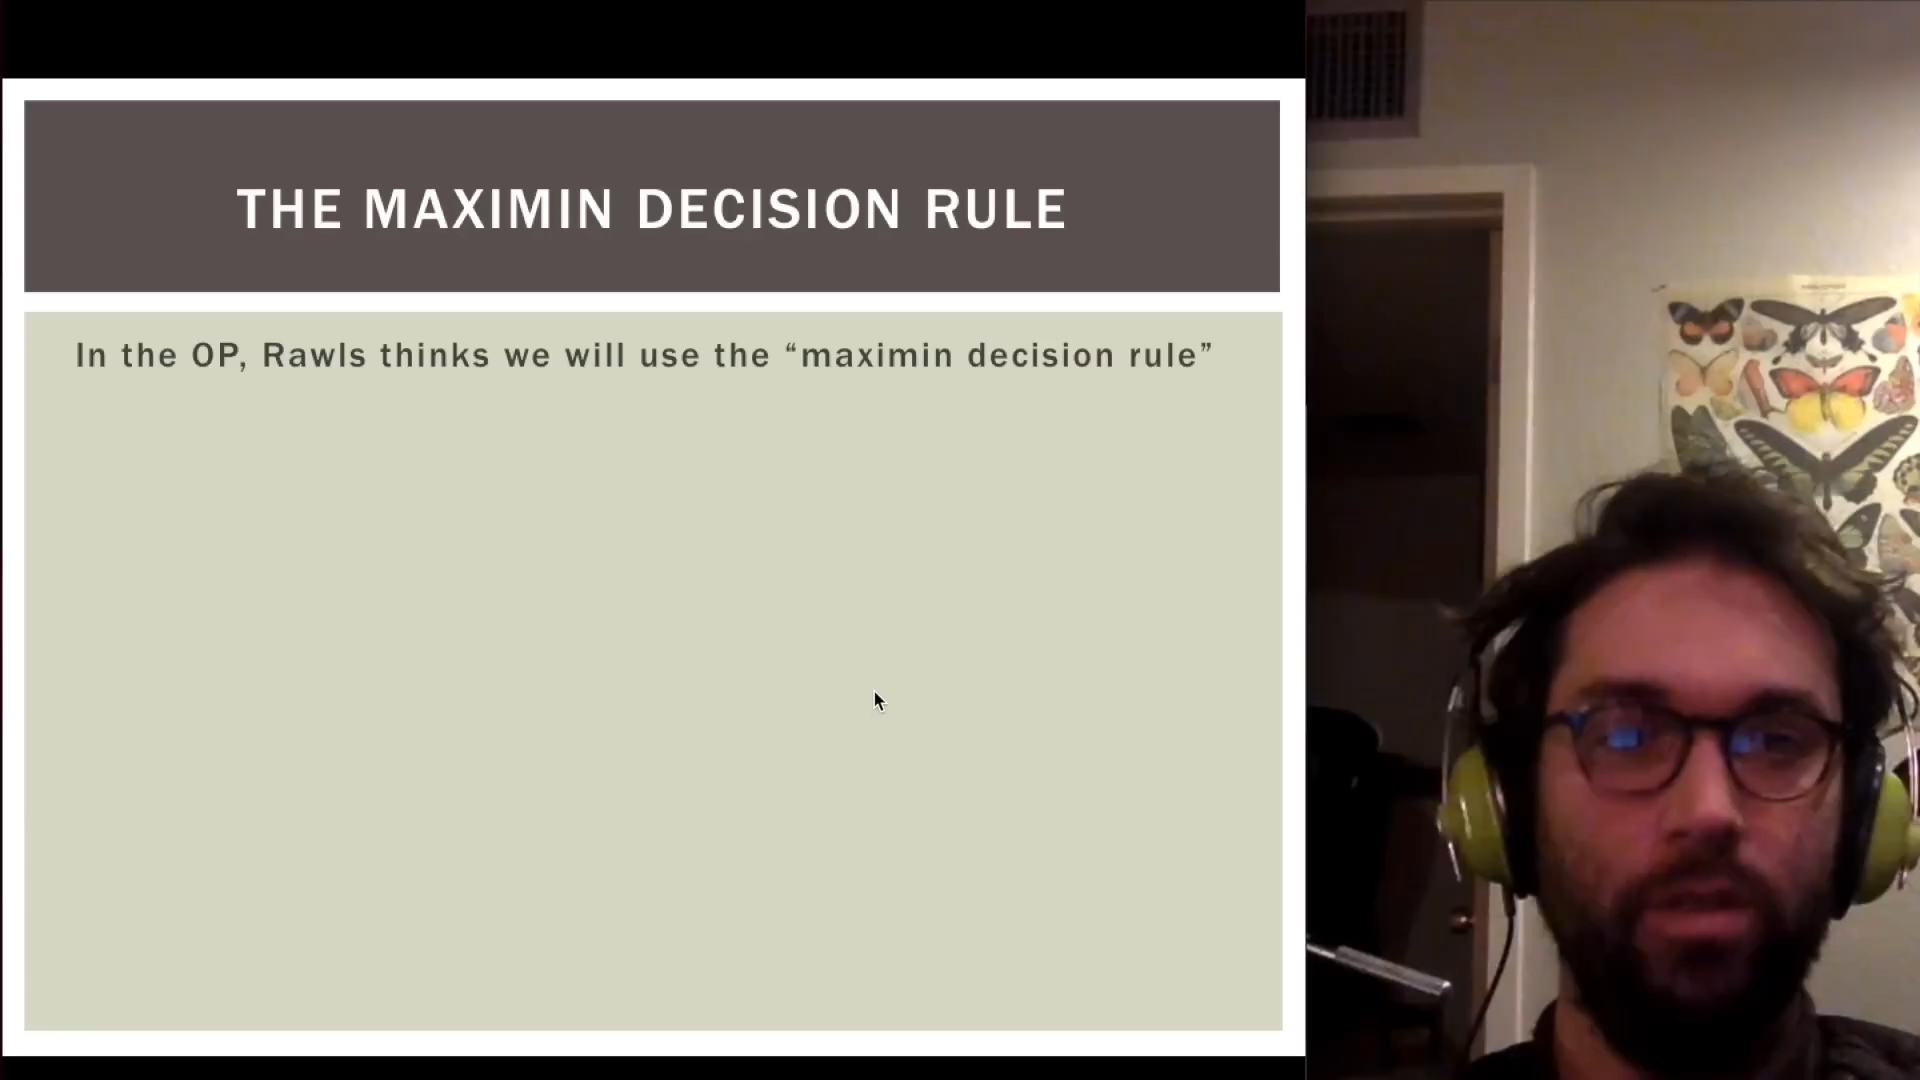 THE MAXIMIN DECISION RULE
In the OP, Rawls thinks we will use the “maximin decision rule”